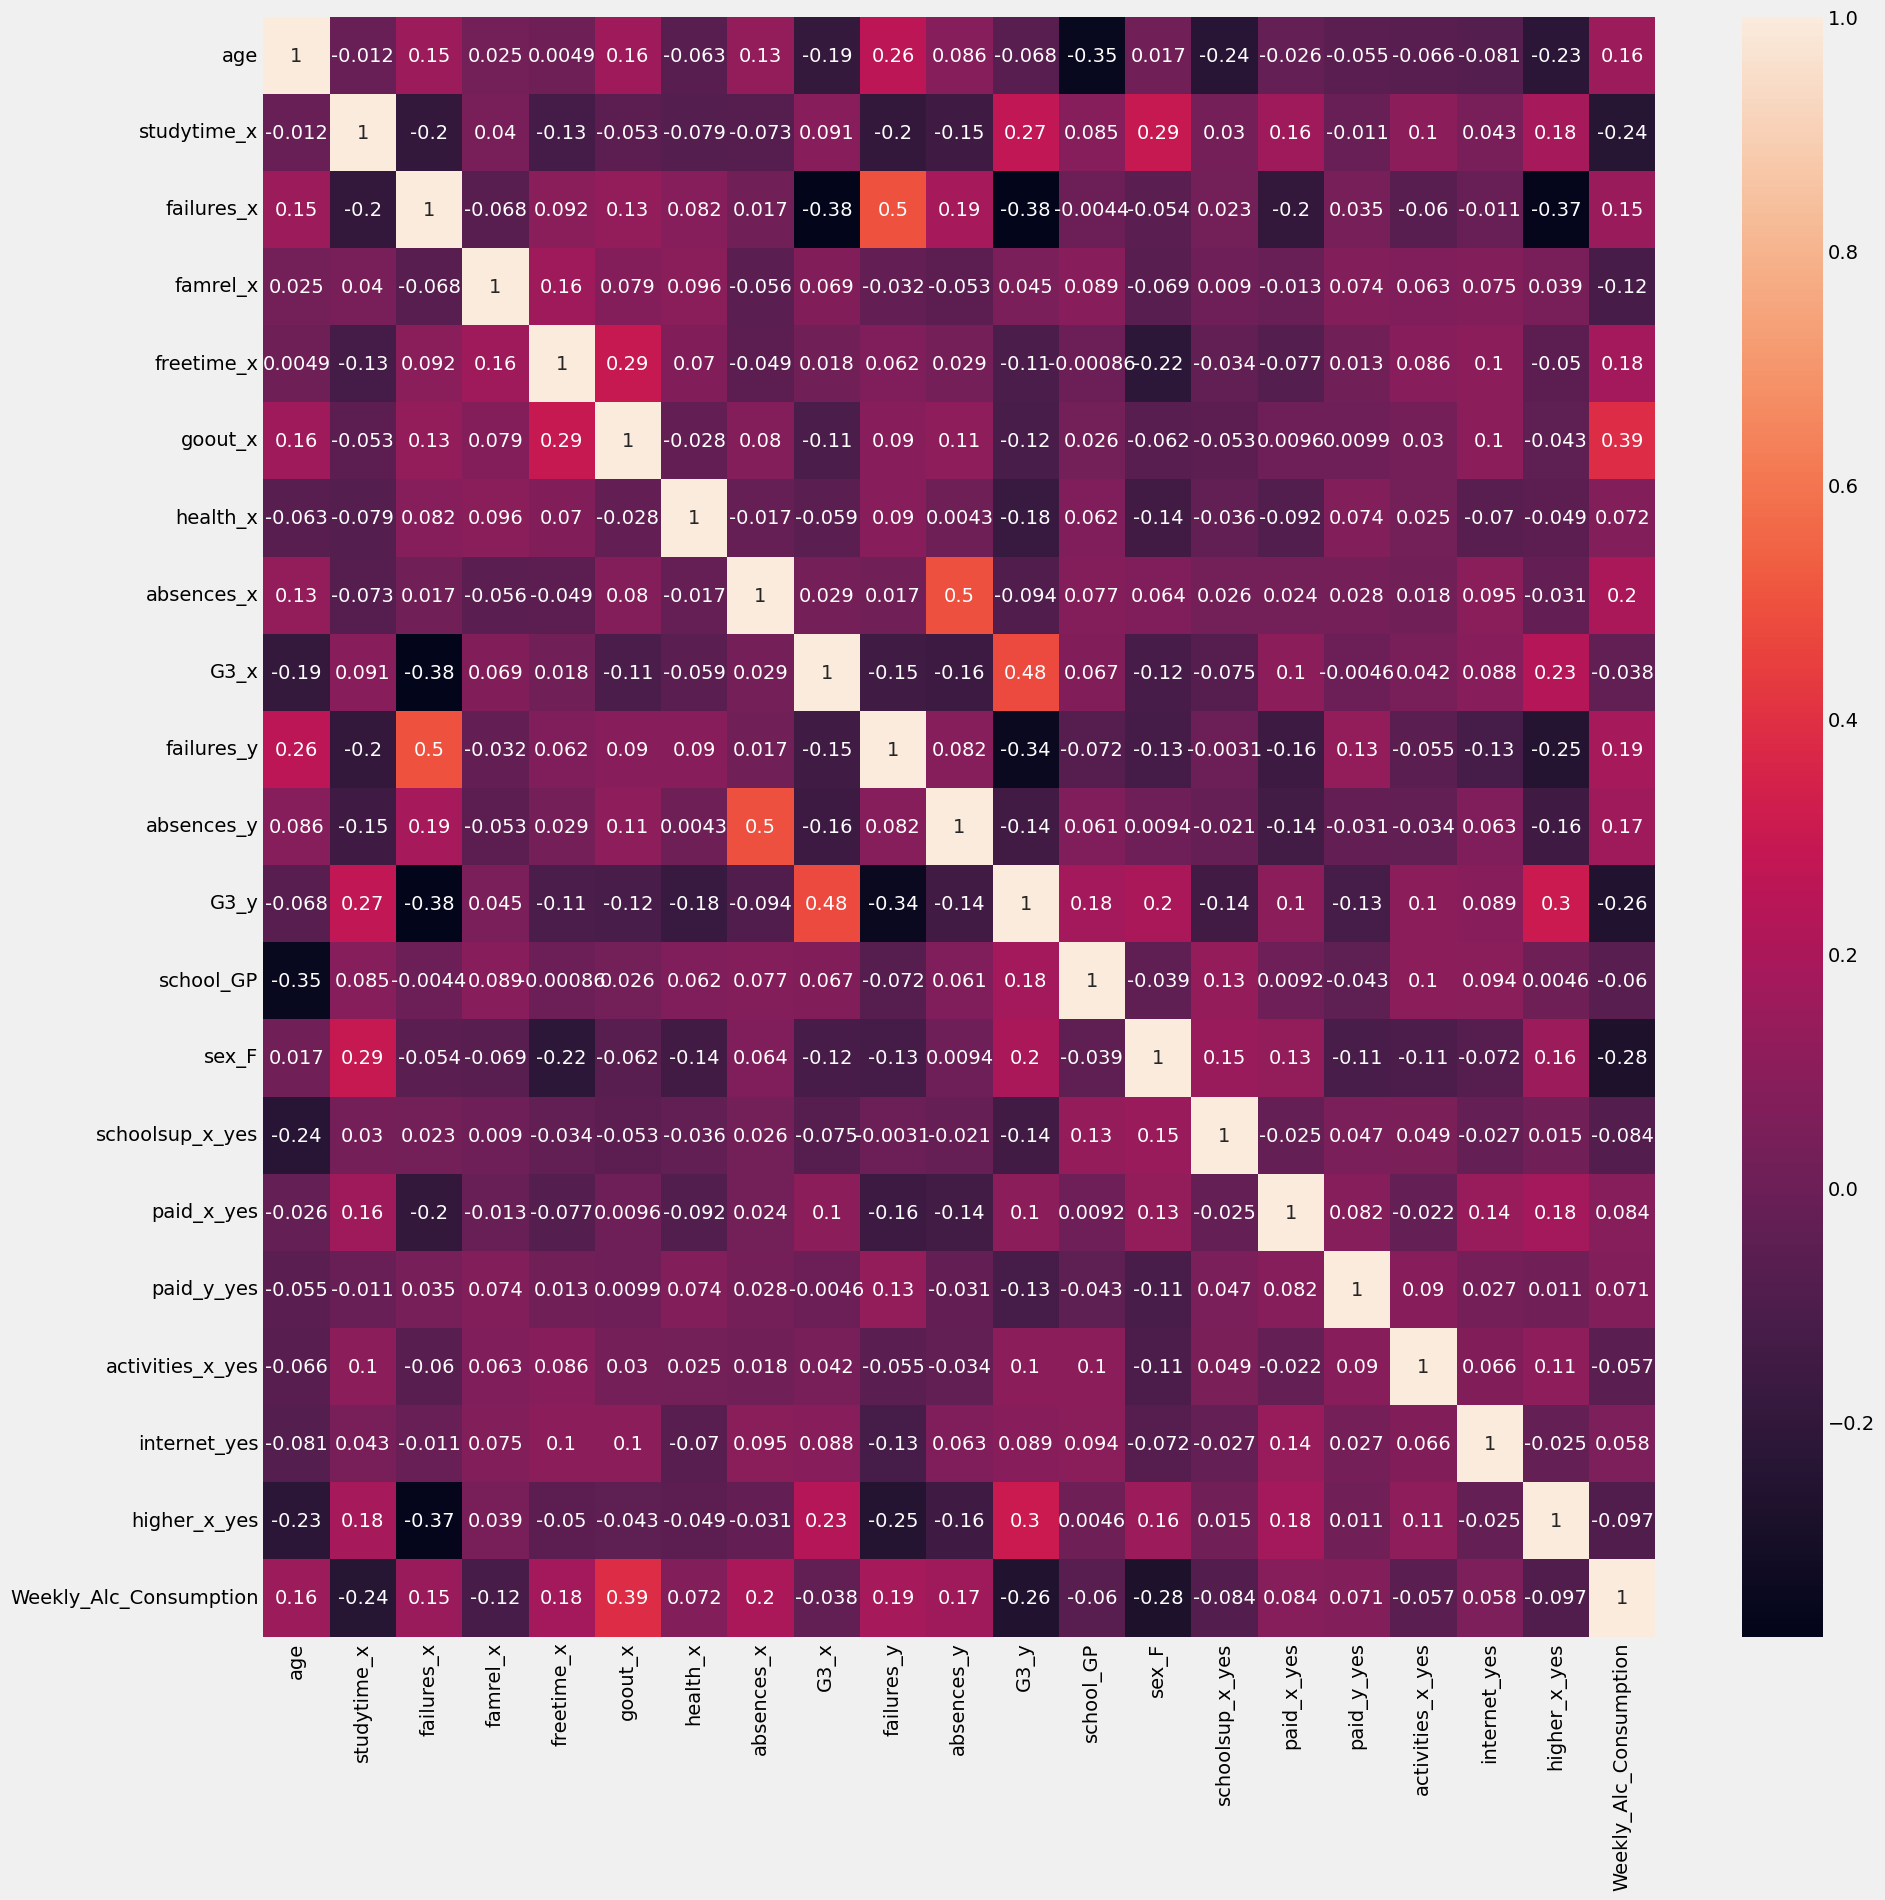 age 1 -0.012 0.15 0.025 0.0049 0.16 -0.063 0.13 -0.19 0.26 0.086 -0.068 -0.35 0.017 -0.24 -0.026 -0.055 -0.066 -0.081 -0.23 0.16
studytime_x -0.012 1 -0.2 0.04 -0.13 -0.053 -0.079 -0.073 0.091 -0.2 -0.15 0.27 0.085 0.29 0.03 0.16 -0.011 0.1 0.043 0.18 -0.24
failures_x 0.15 -0.2 1 -0.068 0.092 0.13 0.082 0.017 -0.38 0.5 0.19 -0.38 -0.0044 -0.054 0.023 -0.2 0.035 -0.06 -0.011 -0.37 0.15
famrel_x 0.025 0.04 -0.068 1 0.16 0.079 0.096 -0.056 0.069 -0.032 -0.053 0.045 0.089 -0.069 0.009 -0.013 0.074 0.063 0.075 0.039 -0.12
freetime_x 0.0049 -0.13 0.092 0.16 1 0.29 0.07 -0.049 0.018 0.062 0.029 -0.11 -0.00086 -0.22 -0.034 -0.077 0.013 0.086 0.1 -0.05 0.18
goout_x 0.16 -0.053 0.13 0.079 0.29 1 -0.028 0.08 -0.11 0.09 0.11 -0.12 0.026 -0.062 -0.053 0.0096 0.0099 0.03 0.1 -0.043 0.39
health_x -0.063 -0.079 0.082 0.096 0.07 -0.028 1 -0.017 -0.059 0.09 0.0043 -0.18 0.062 -0.14 -0.036 -0.092 0.074 0.025 -0.07 -0.049 0.072
absences_x 0.13 -0.073 0.017 -0.056 -0.049 0.08 -0.017 1 0.029 0.017 0.5 -0.094 0.077 0.064 0.026 0.024 0.028 0.018 0.095 -0.031 0.2
G3_x -0.19 0.091 -0.38 0.069 0.018 -0.11 -0.059 0.029 1 -0.15 -0.16 0.48 0.067 -0.12 -0.075 0.1 -0.0046 0.042 0.088 0.23 -0.038
failures_y 0.26 -0.2 0.5 -0.032 0.062 0.09 0.09 0.017 -0.15 1 0.082 -0.34 -0.072 -0.13 -0.0031 -0.16 0.13 -0.055 -0.13 -0.25 0.19
absences_y 0.086 -0.15 0.19 -0.053 0.029 0.11 0.0043 0.5 -0.16 0.082 1 -0.14 0.061 0.0094 -0.021 -0.14 -0.031 -0.034 0.063 -0.16 0.17
G3_y -0.068 0.27 -0.38 0.045 -0.11 -0.12 -0.18 -0.094 0.48 -0.34 -0.14 1 0.18 0.2 -0.14 0.1 -0.13 0.1 0.089 0.3 -0.26
school_GP -0.35 0.085 -0.0044 0.089 -0.00086 0.026 0.062 0.077 0.067 -0.072 0.061 0.18 1 -0.039 0.13 0.0092 -0.043 0.1 0.094 0.0046 -0.06
sex_F 0.017 0.29 -0.054 -0.069 -0.22 -0.062 -0.14 0.064 -0.12 -0.13 0.0094 0.2 -0.039 1 0.15 0.13 -0.11 -0.11 -0.072 0.16 -0.28
schoolsup_x_yes -0.24 0.03 0.023 0.009 -0.034 -0.053 -0.036 0.026 -0.075 -0.0031 -0.021 -0.14 0.13 0.15 1 -0.025 0.047 0.049 -0.027 0.015 -0.084
paid_x_yes -0.026 0.16 -0.2 -0.013 -0.077 0.0096 -0.092 0.024 0.1 -0.16 -0.14 0.1 0.0092 0.13 -0.025 1 0.082 -0.022 0.14 0.18 0.084
paid_y_yes -0.055 -0.011 0.035 0.074 0.013 0.0099 0.074 0.028 -0.0046 0.13 -0.031 -0.13 -0.043 -0.11 0.047 0.082 1 0.09 0.027 0.011 0.071
activities_x_yes -0.066 0.1 -0.06 0.063 0.086 0.03 0.025 0.018 0.042 -0.055 -0.034 0.1 0.1 -0.11 0.049 -0.022 0.09 1 0.066 0.11 -0.057
internet_yes -0.081 0.043 -0.011 0.075 0.1 0.1 -0.07 0.095 0.088 -0.13 0.063 0.089 0.094 -0.072 -0.027 0.14 0.027 0.066 1 -0.025 0.058
higher_x_yes -0.23 0.18 -0.37 0.039 -0.05 -0.043 -0.049 -0.031 0.23 -0.25 -0.16 0.3 0.0046 0.16 0.015 0.18 0.011 0.11 -0.025 1 -0.097
Weekly_Alc_Consumption 0.16 -0.24 0.15 -0.12 0.18 0.39 0.072 0.2 -0.038 0.19 0.17 -0.26 -0.06 -0.28 -0.084 0.084 0.071 -0.057 0.058 -0.097 1
age
studytime_x
failures_x
famrel_x
freetime_x
goout_x
health_x
absences_x
G3_x
failures_y
absences_y
G3_y
school_GP
sex_F
schoolsup_x_yes
paid_x_yes
paid_y_yes
activities_x_yes
internet_yes
higher_x_yes
Weekly_Alc_Consumption
1.0
0.8
0.6
0.4
0.2
0.0
−0.2